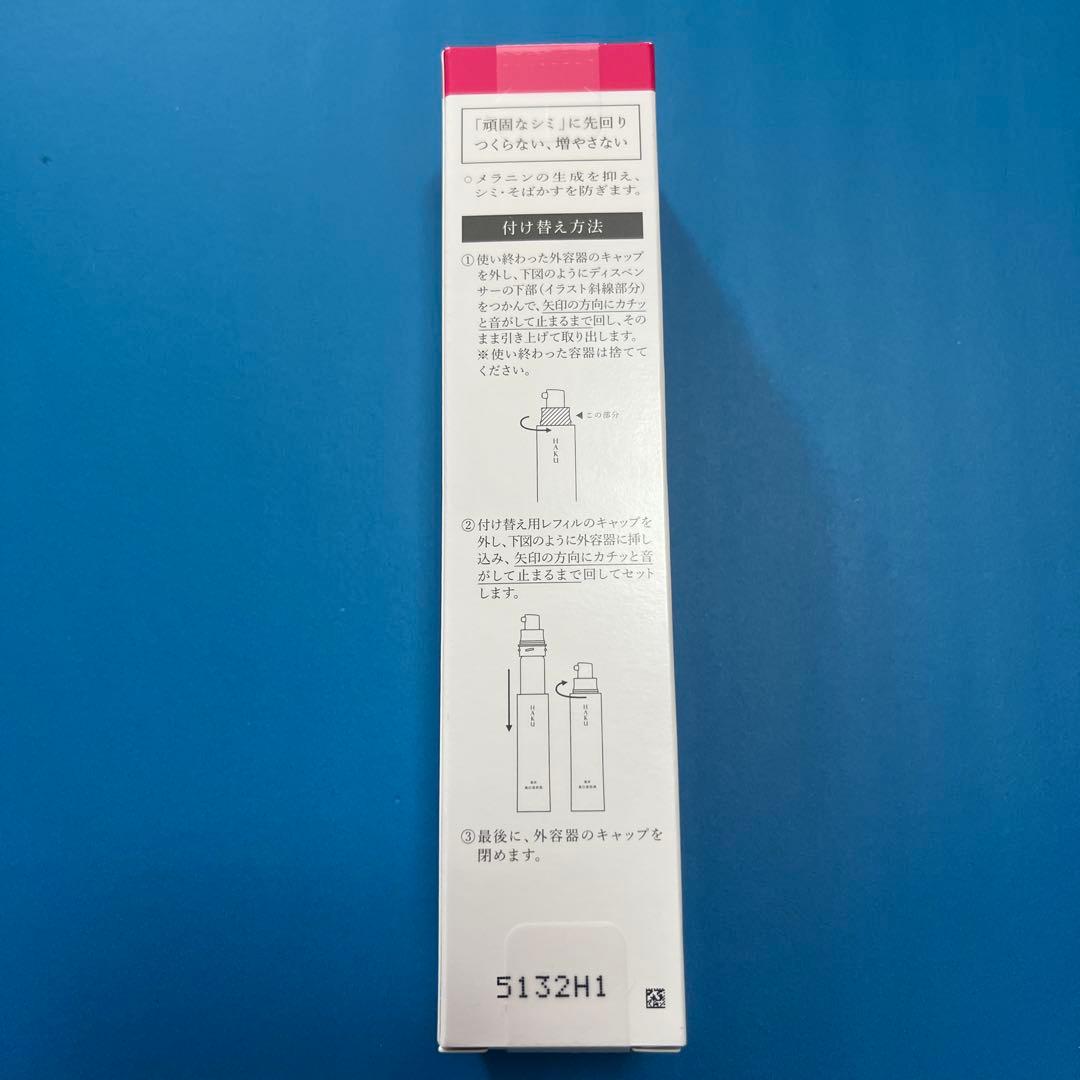 「頑固なシミ」に先回り
つくらない、増やさない
○メラニンの生成を抑え、
シミ・そばかすを防ぎます。
付け替え方法
①使い終わった外容器のキャップ
を外し、下図のようにディスペン
サーの下部(イラスト斜線部分)
をつかんで、矢印の方向にカチッ
と音がして止まるまで回し、その
まま引き上げて取り出します。
※使い終わった容器は捨てて
ください。
◀この部分
HAKU
②付け替え用レフィルのキャップを
外し、下図のように外容器に挿し
込み、矢印の方向にカチッと音
がして止まるまで回してセット
します。
HAKU
HAKU
③最後に、外容器のキャップを
閉めます。
5132H1